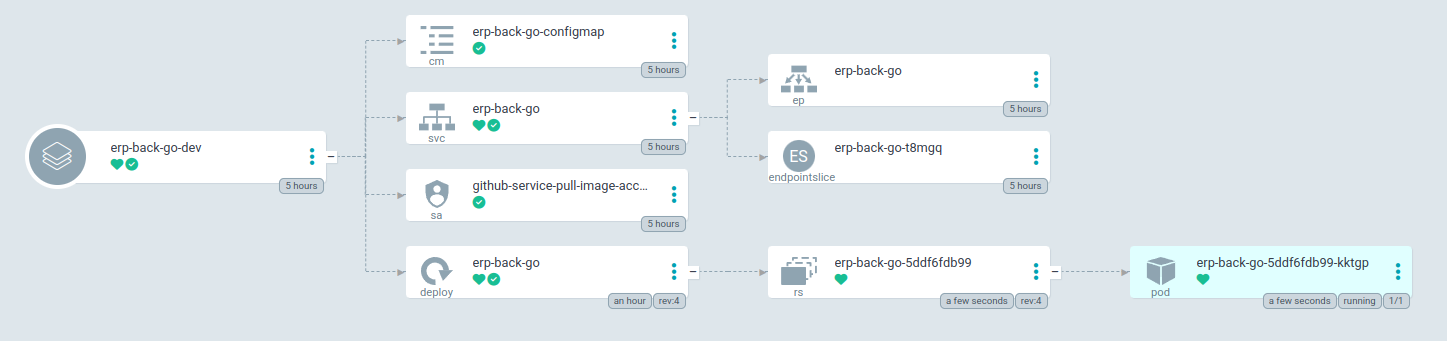 erp-back-go-dev
5 hours
erp-back-go-configmap
cm
5 hours
erp-back-go
svc
5 hours
github-service-pull-image-acc...
sa
5 hours
erp-back-go
deploy
an hour
rev:4
erp-back-go
ep
5 hours
ES
erp-back-go-t8mgq
endpointslice
5 hours
erp-back-go-5ddf6fdb99
rs
a few seconds
rev:4
erp-back-go-5ddf6fdb99-kktgp
pod
a few seconds
running
1/1